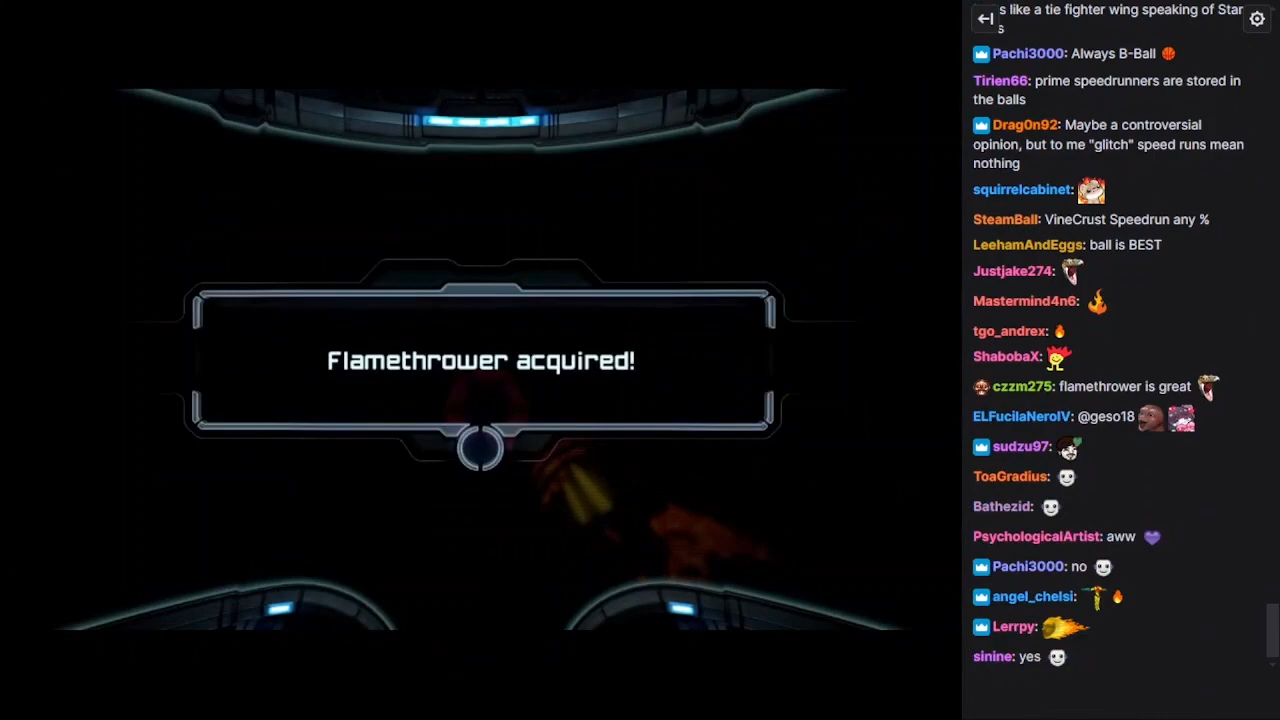 Flamethrower acquired!
s like a tie fighter wing speaking of Star
s
Pachi3000: Always B-Ball
Tirien66: prime speedrunners are stored in
the balls
Drag0n92: Maybe a controversial
opinion, but to me "glitch" speed runs mean
nothing
squirrelcabinet:
SteamBall: VineCrust Speedrun any %
LeehamAndEggs: ball is BEST
Justjake274:
Mastermind4n6:
tgo_andrex:
ShabobaX:
czzm275: flamethrower is great
ELFucilaNeroIV: @geso18
sudzu97:
ToaGradius:
Bathezid:
PsychologicalArtist: aww
Pachi3000: no
angel_chelsi:
Lerrpy:
sinine: yes